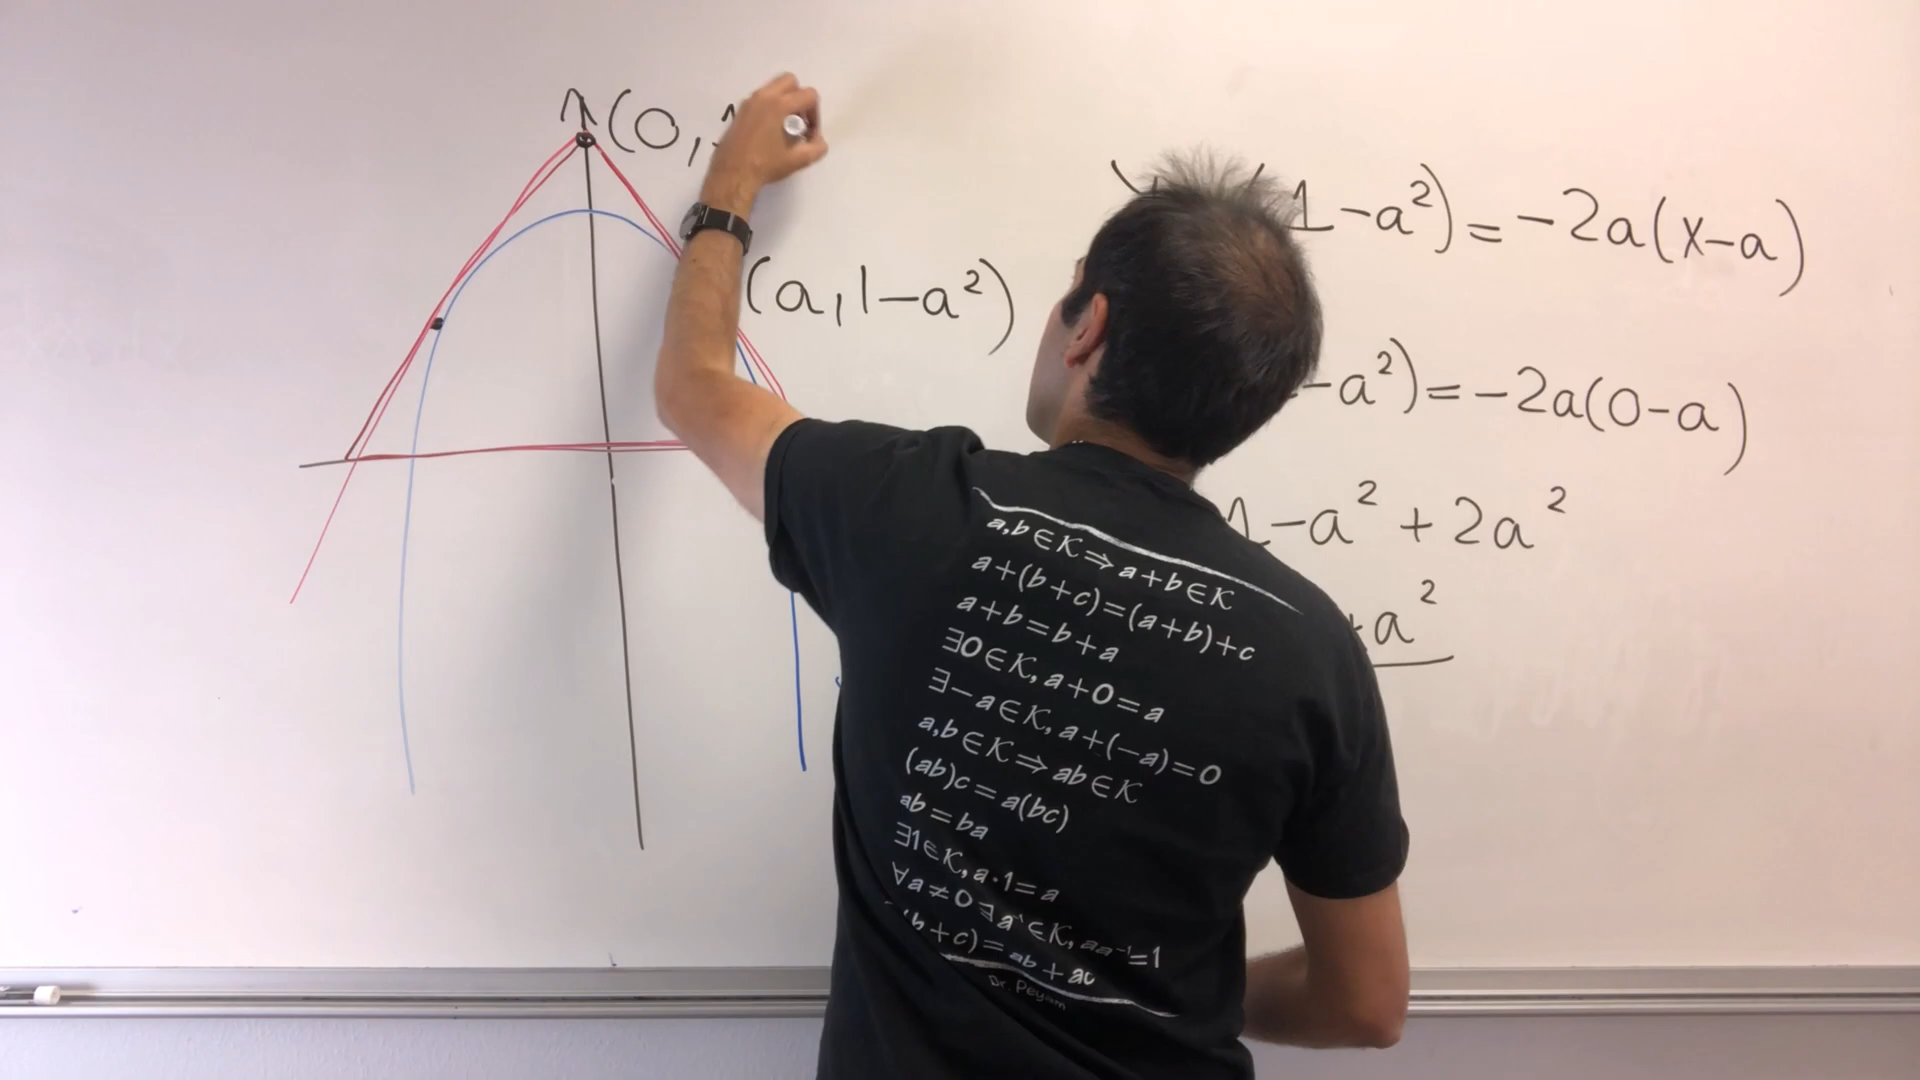 (0,1
(a,1-a²)
1-a²)=-2a(x-a)
-a²)=-2a(0-a)
1-a²+2a²
+a²
a,b∈K⇒a+b∈K
a+(b+c)=(a+b)+c
a+b=b+a
∃0∈K, a+0=a
∃-a∈K, a+(-a)=0
a,b∈K⇒ab∈K
(ab)c=a(bc)
ab=ba
∃1∈K, a·1=a
∀a≠0 ∃a⁻¹∈K, aa⁻¹=1
(b+c)=ab+ac
Dr. Peyam